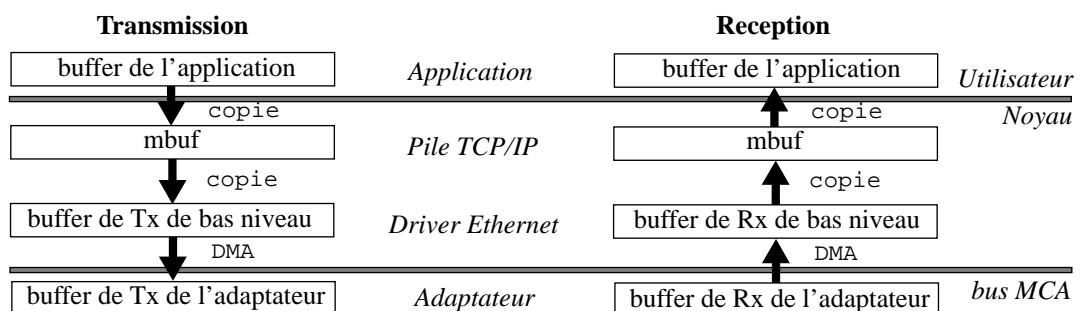 Transmission
Reception
buffer de l’application
Application
buffer de l’application
Utilisateur
copie
copie
Noyau
mbuf
Pile TCP/IP
mbuf
copie
copie
buffer de Tx de bas niveau
Driver Ethernet
buffer de Rx de bas niveau
DMA
DMA
buffer de Tx de l’adaptateur
Adaptateur
buffer de Rx de l’adaptateur
bus MCA